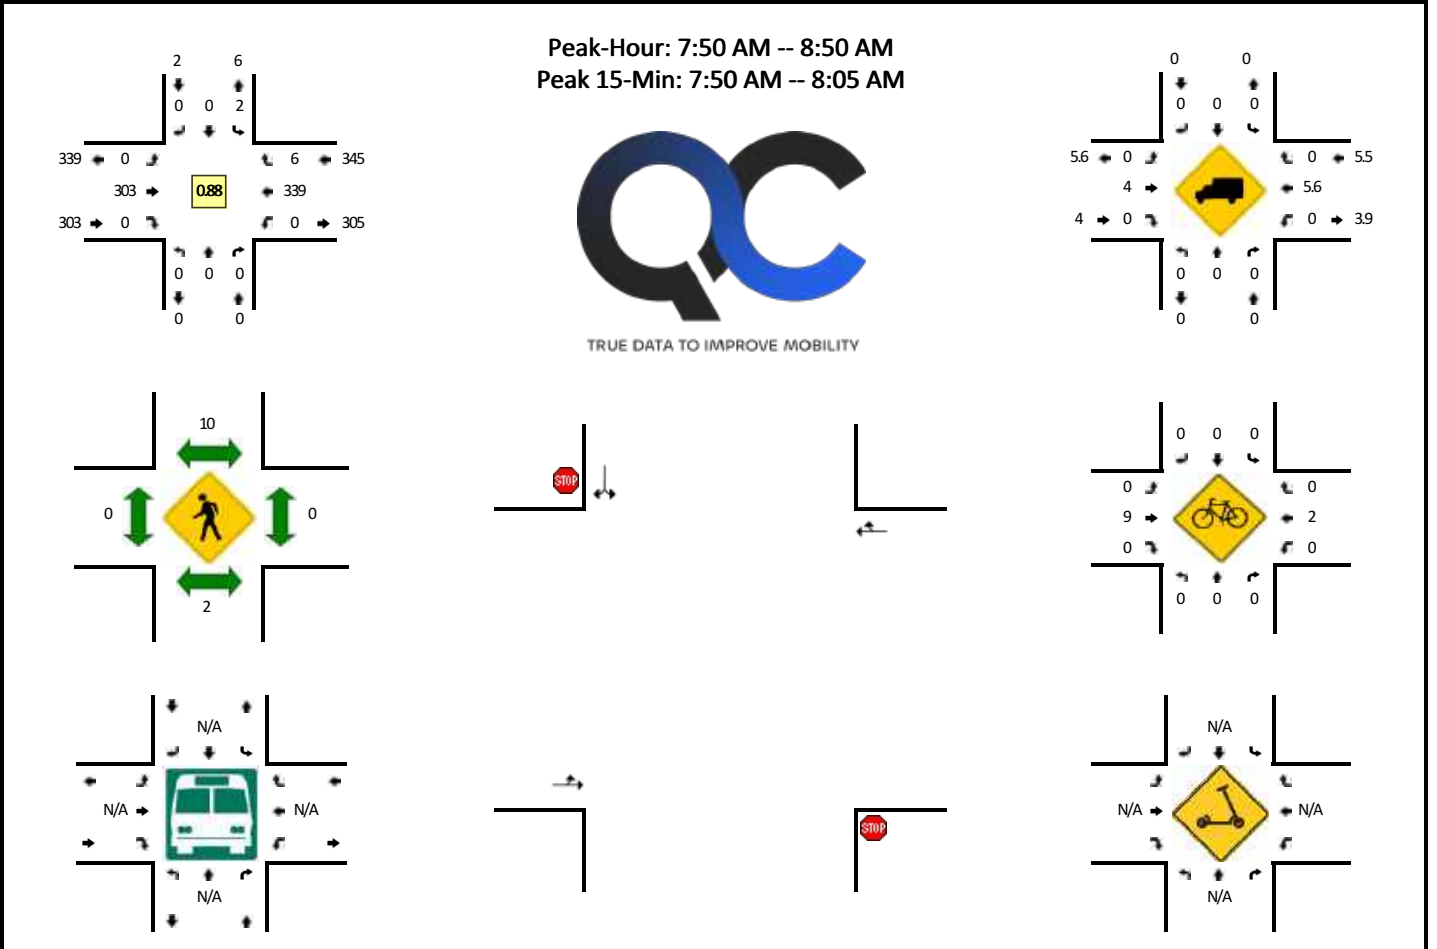 Peak-Hour: 7:50 AM -- 8:50 AM
Peak 15-Min: 7:50 AM -- 8:05 AM
2 6
0 0 2
339 0 6 345
303 0.88 339
303 0 0 305
0 0 0
0 0
QC
TRUE DATA TO IMPROVE MOBILITY
0 0
0 0 0
5.6 0 0 5.5
4 5.6
4 0 0 3.9
0 0 0
0 0
10
0 0
2
STOP
STOP
0 0 0
0 0
9 2
0 0
0 0 0
N/A
N/A N/A
N/A
N/A
N/A N/A
N/A